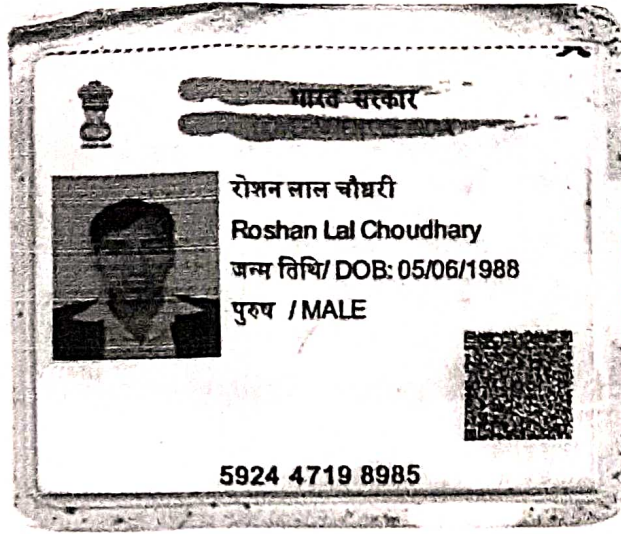 भारत सरकार
रोशन लाल चौधरी
Roshan Lal Choudhary
जन्म तिथि/ DOB: 05/06/1988
पुरुष / MALE
5924 4719 8985